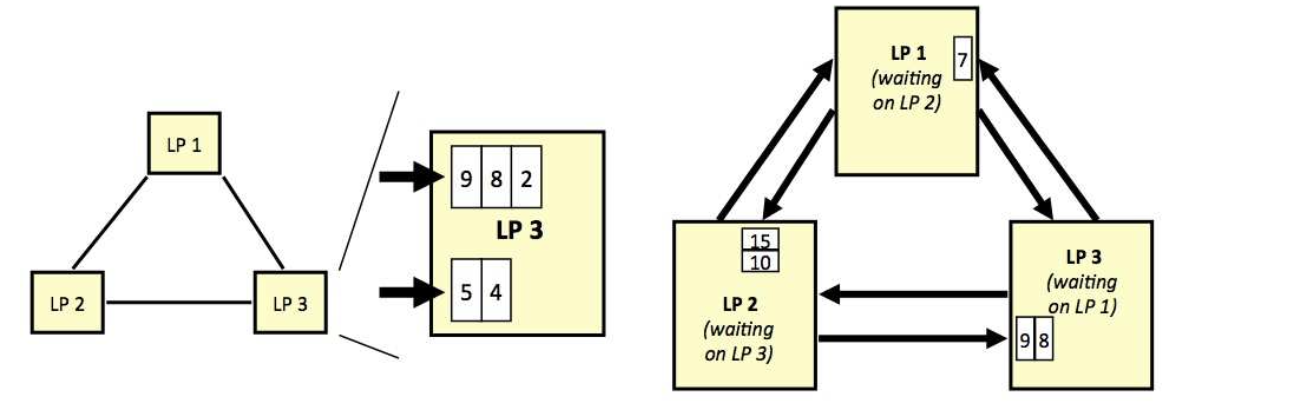 LP 1
LP 2
LP 3
9 8 2
LP 3
5 4
LP 1
(waiting
on LP 2)
7
15
10
LP 2
(waiting
on LP 3)
LP 3
(waiting
on LP 1)
9 8